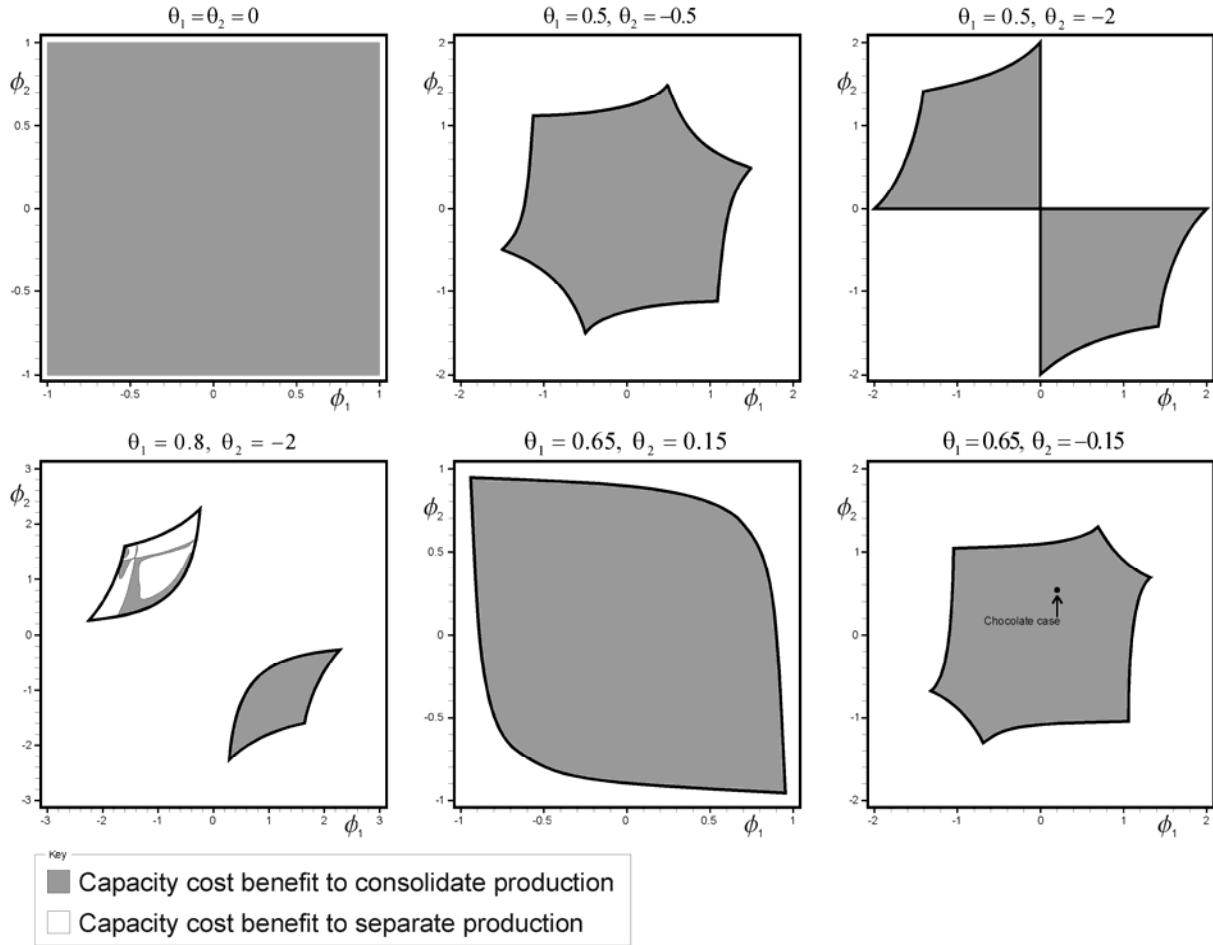 θ₁ = θ₂ = 0
θ₁ = 0.5, θ₂ = −0.5
θ₁ = 0.5, θ₂ = −2
1
ϕ₂
0.5
0
-0.5
-1
-1 -0.5 0 0.5 1
ϕ₁
2
ϕ₂
1
0
-1
-2
-2 -1 0 1 2
ϕ₁
2
ϕ₂
1
0
-1
-2
-2 -1 0 1 2
ϕ₁
θ₁ = 0.8, θ₂ = −2
θ₁ = 0.65, θ₂ = 0.15
θ₁ = 0.65, θ₂ = −0.15
3
ϕ₂
2
1
0
-1
-2
-3
-3 -2 -1 0 1 2 3
ϕ₁
1
ϕ₂
0.5
0
-0.5
-1
-1 -0.5 0 0.5 1
ϕ₁
2
ϕ₂
1
Chocolate case
0
-1
-2
-2 -1 0 1 2
ϕ₁
Key
Capacity cost benefit to consolidate production
Capacity cost benefit to separate production